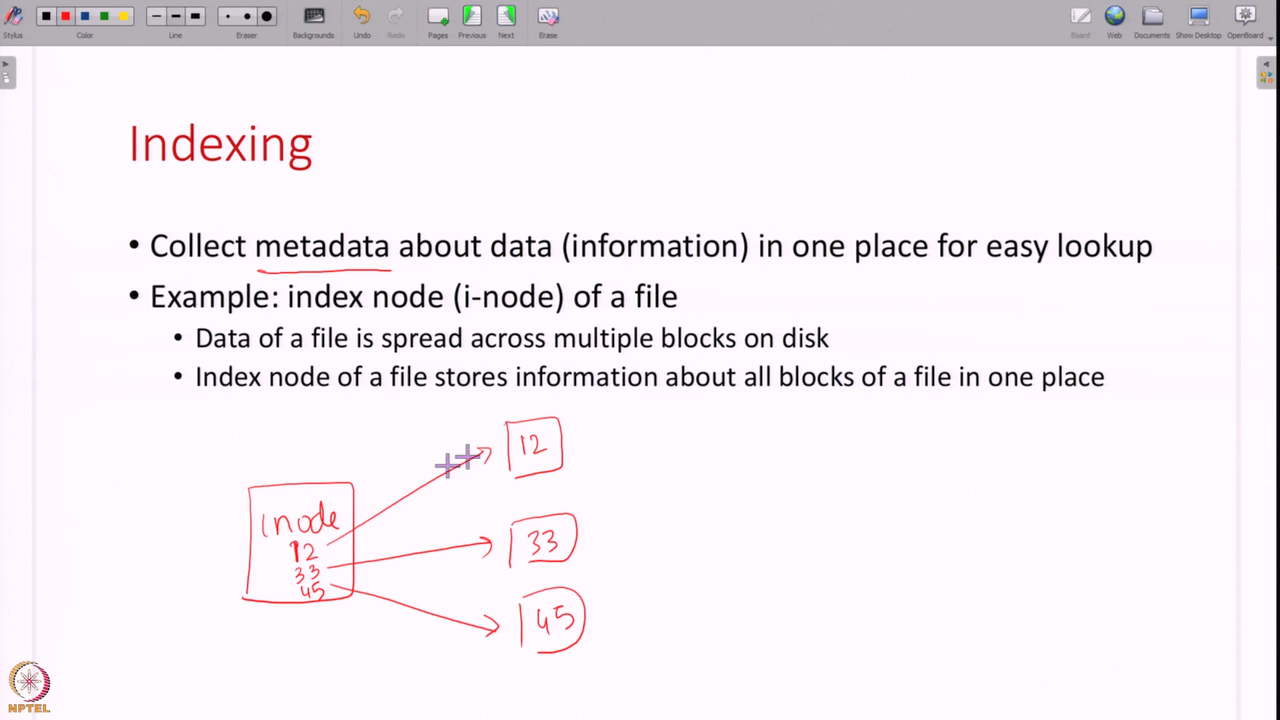 Stylus Color Line Eraser Backgrounds Undo Redo Pages Previous Next Erase Board Web Documents Show Desktop OpenBoard
Indexing
• Collect metadata about data (information) in one place for easy lookup
• Example: index node (i-node) of a file
• Data of a file is spread across multiple blocks on disk
• Index node of a file stores information about all blocks of a file in one place
12
inode
12
33
33
45
45
NPTEL